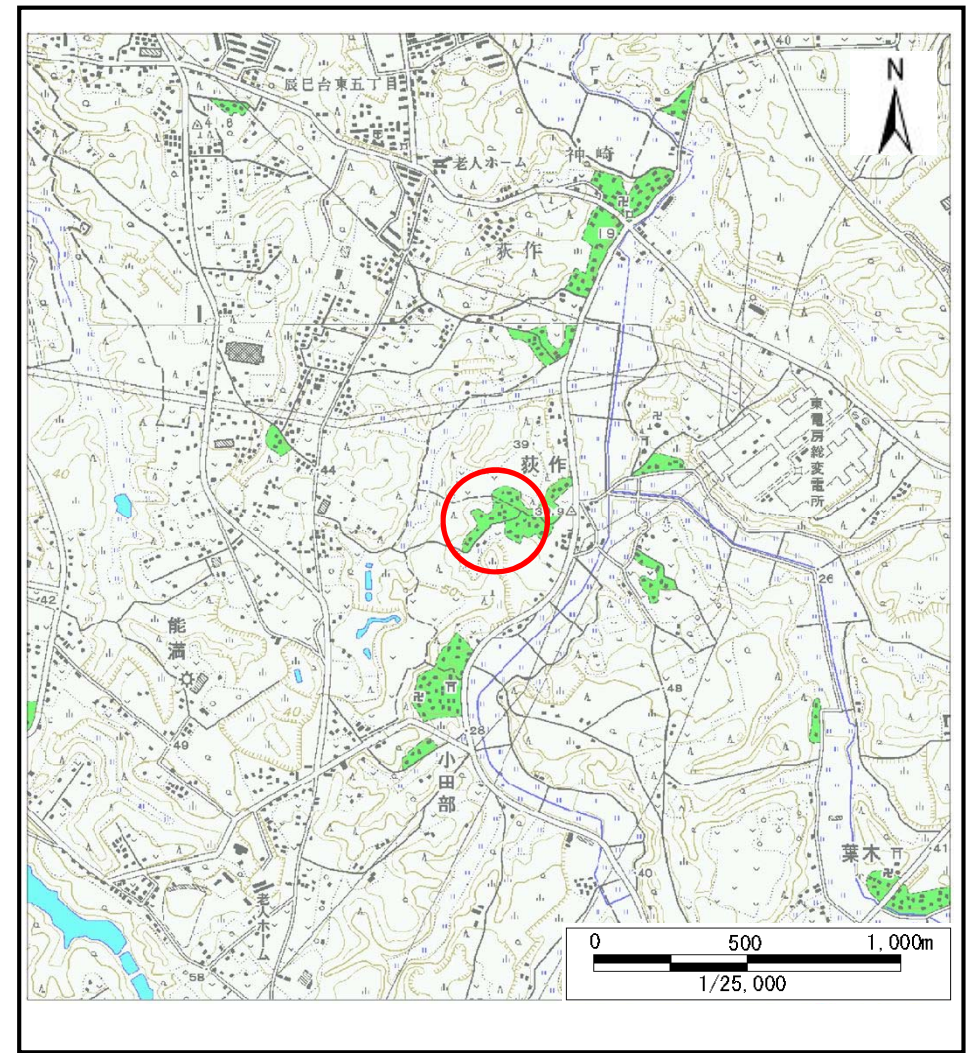 40
N
辰巳台東五丁目
老人ホーム
神崎
19
荻作
東電房総変電所
39
荻作
44
42
26
50
40
能満
48
49
28
小田部
葉木
41
40
老人ホーム
58
0 500 1,000m
1/25,000